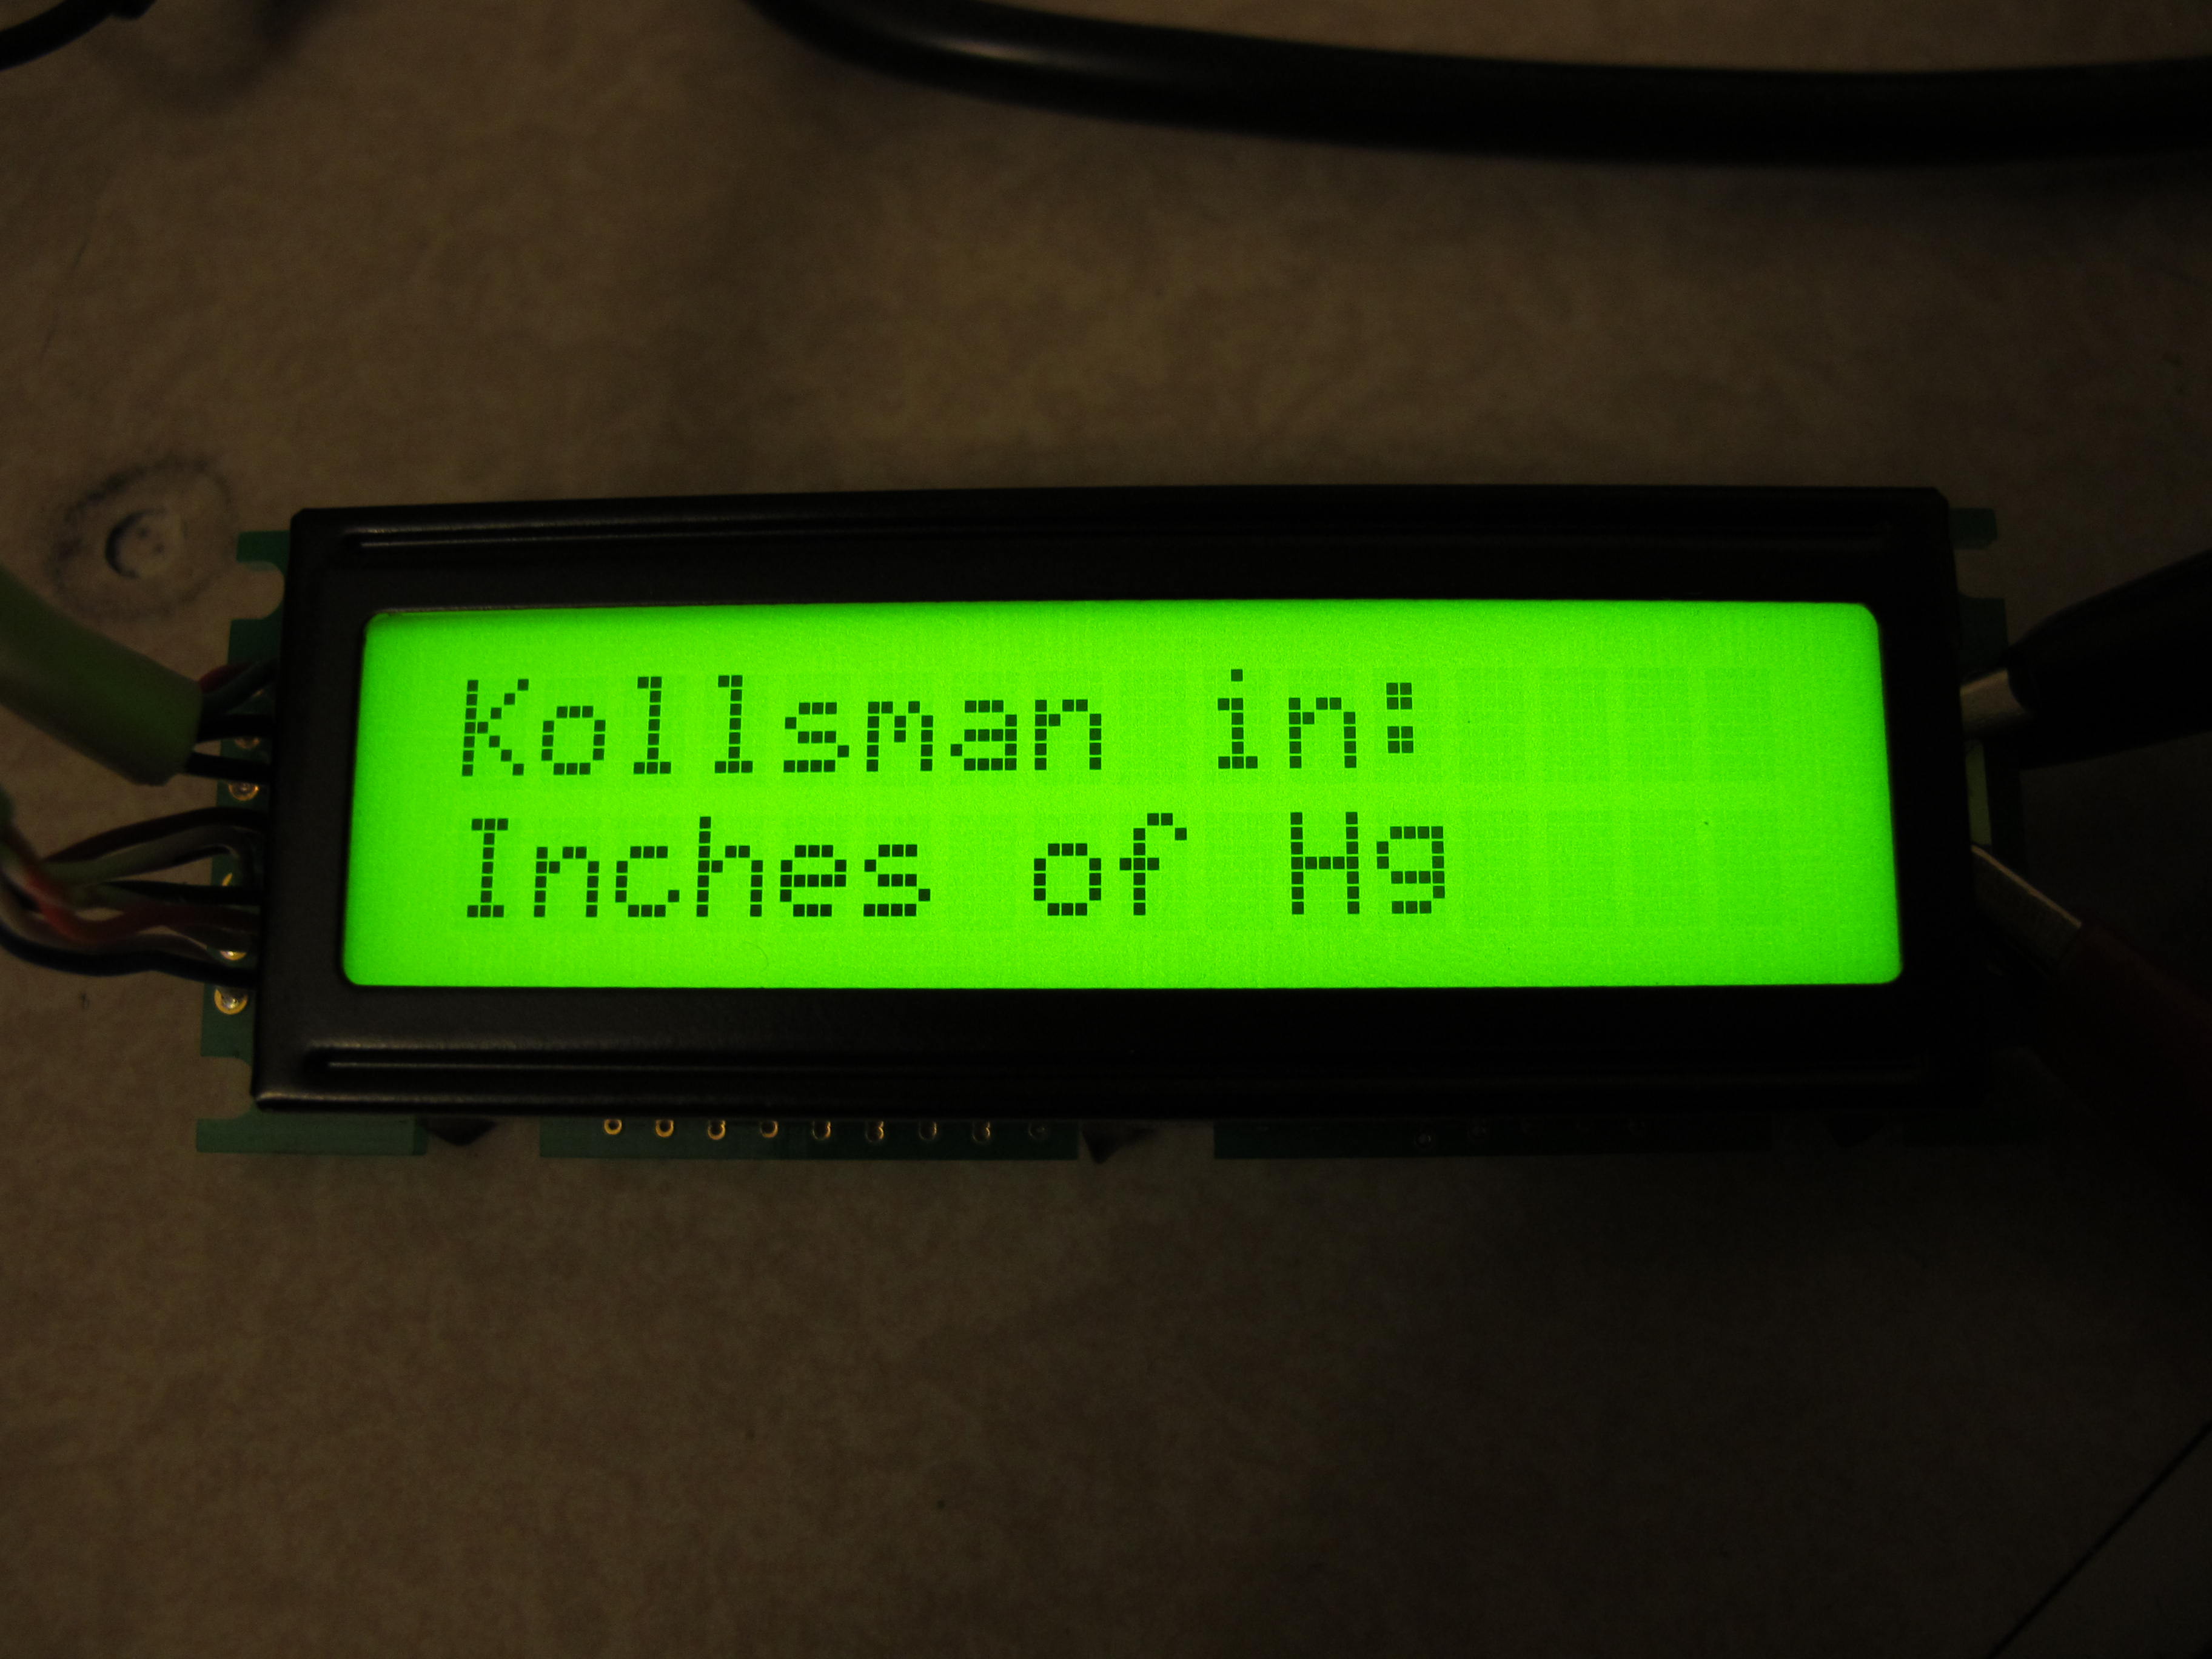 Kollsman in:
Inches of Hg